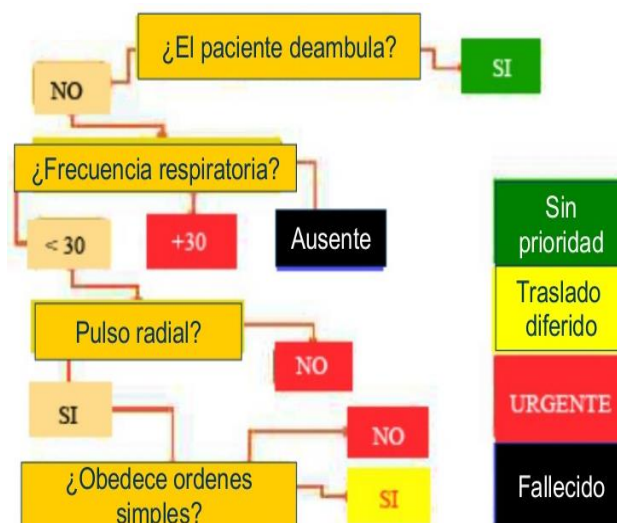 ¿El paciente deambula?
SI
NO
¿Frecuencia respiratoria?
< 30
+30
Ausente
Pulso radial?
NO
SI
NO
¿Obedece ordenes
simples?
SI
Sin
prioridad
Traslado
diferido
URGENTE
Fallecido